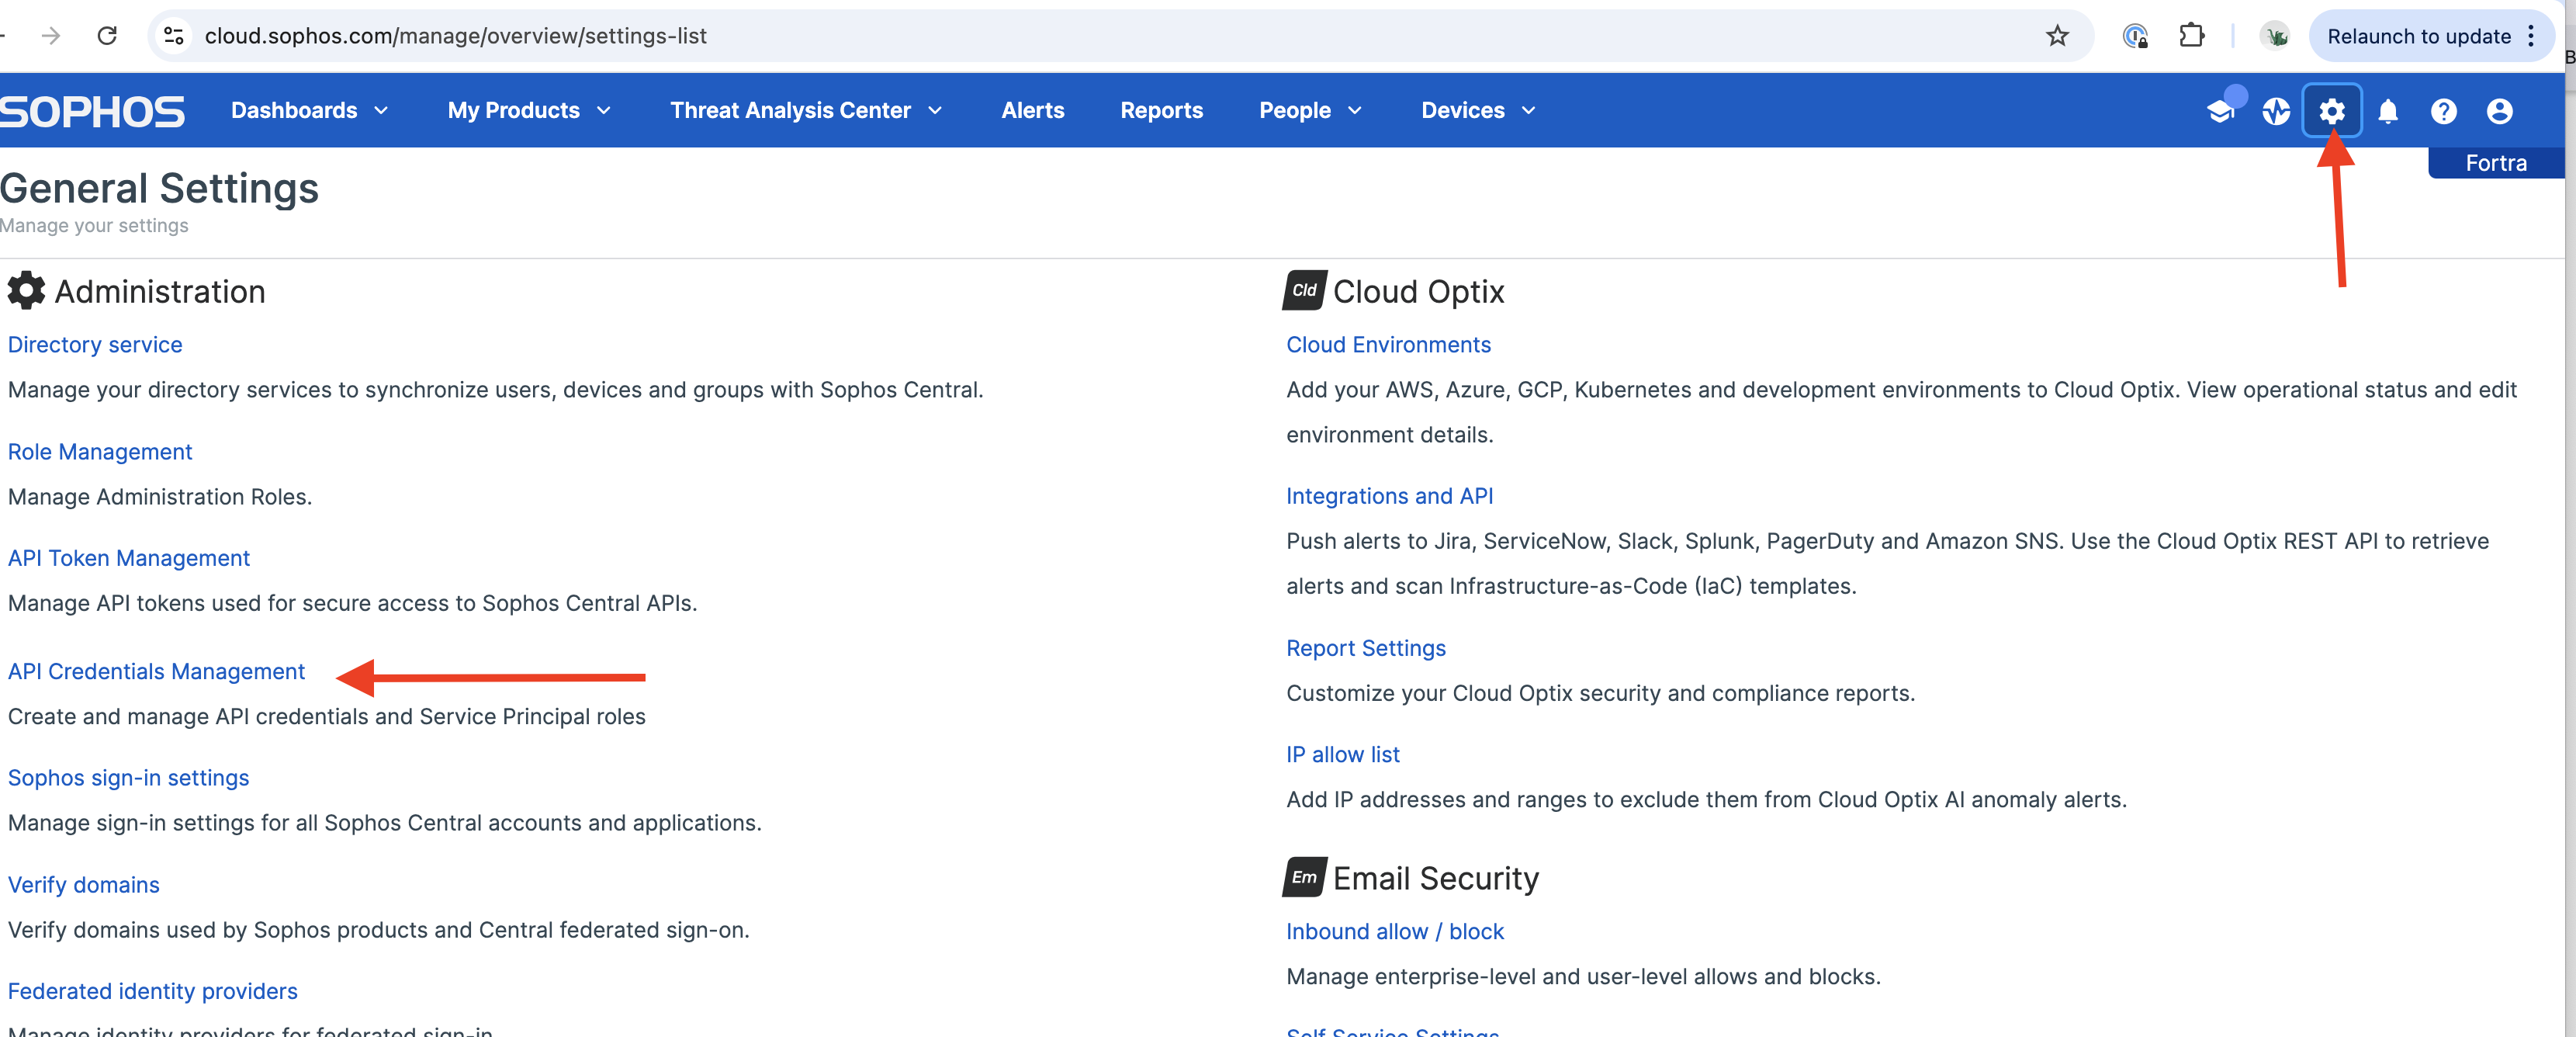 cloud.sophos.com/manage/overview/settings-list
Relaunch to update
SOPHOS
Dashboards
My Products
Threat Analysis Center
Alerts
Reports
People
Devices
Fortra
General Settings
Manage your settings
Administration
Directory service
Manage your directory services to synchronize users, devices and groups with Sophos Central.
Role Management
Manage Administration Roles.
API Token Management
Manage API tokens used for secure access to Sophos Central APIs.
API Credentials Management
Create and manage API credentials and Service Principal roles
Sophos sign-in settings
Manage sign-in settings for all Sophos Central accounts and applications.
Verify domains
Verify domains used by Sophos products and Central federated sign-on.
Federated identity providers
Manage identity providers for federated sign-in
Cld
Cloud Optix
Cloud Environments
Add your AWS, Azure, GCP, Kubernetes and development environments to Cloud Optix. View operational status and edit
environment details.
Integrations and API
Push alerts to Jira, ServiceNow, Slack, Splunk, PagerDuty and Amazon SNS. Use the Cloud Optix REST API to retrieve
alerts and scan Infrastructure-as-Code (IaC) templates.
Report Settings
Customize your Cloud Optix security and compliance reports.
IP allow list
Add IP addresses and ranges to exclude them from Cloud Optix AI anomaly alerts.
Em
Email Security
Inbound allow / block
Manage enterprise-level and user-level allows and blocks.
Self Service Settings